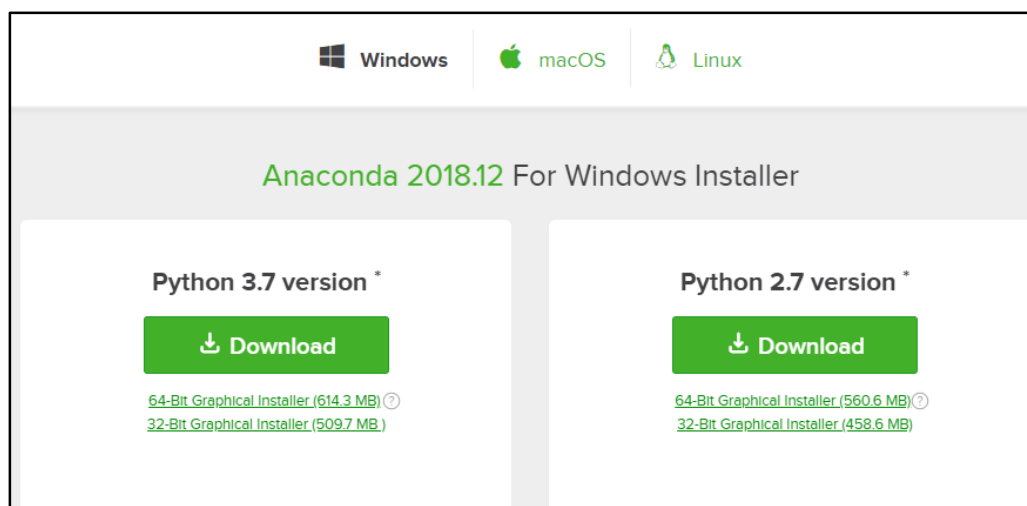 Windows
macOS
Linux
Anaconda 2018.12 For Windows Installer
Python 3.7 version *
Download
64-Bit Graphical Installer (614.3 MB) ?
32-Bit Graphical Installer (509.7 MB )
Python 2.7 version *
Download
64-Bit Graphical Installer (560.6 MB) ?
32-Bit Graphical Installer (458.6 MB)